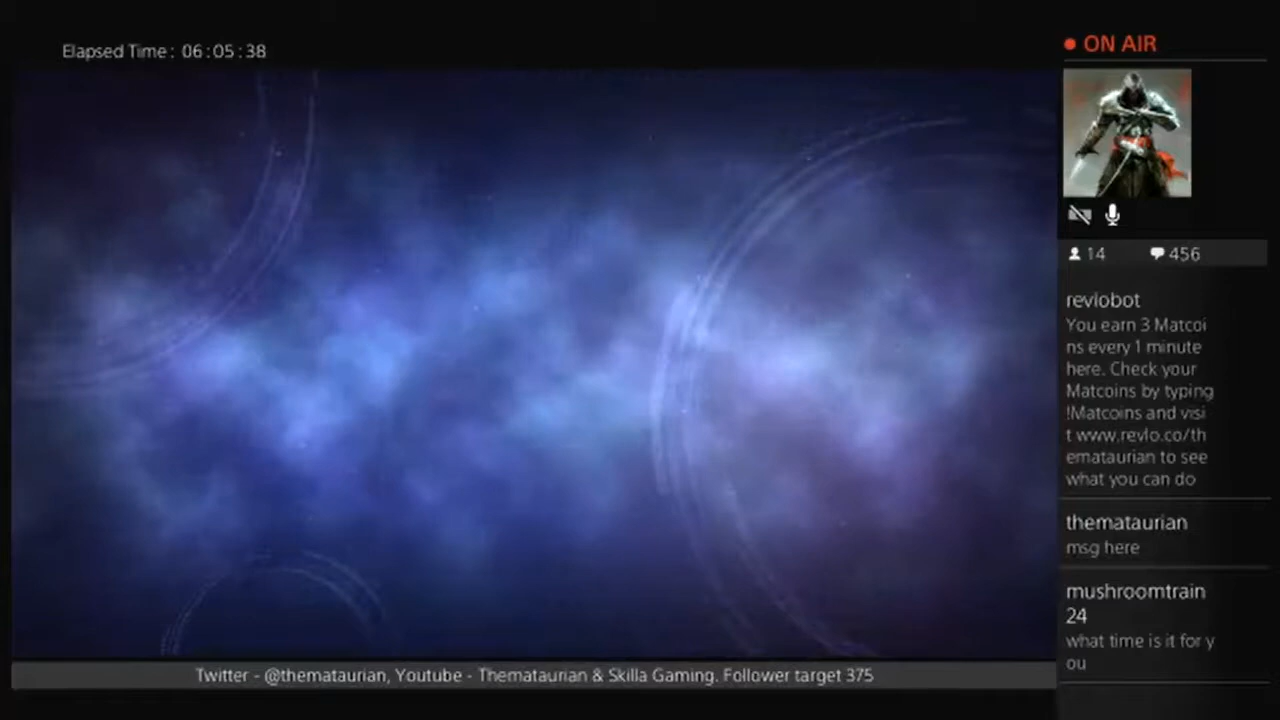 Elapsed Time: 06:05:38
ON AIR
14 456
revlobot
You earn 3 Matcoi
ns every 1 minute
here. Check your
Matcoins by typing
!Matcoins and visi
t www.revlo.co/th
emataurian to see
what you can do
themataurian
msg here
mushroomtrain
24
what time is it for y
ou
Twitter - @themataurian, Youtube - Themataurian & Skilla Gaming. Follower target 375